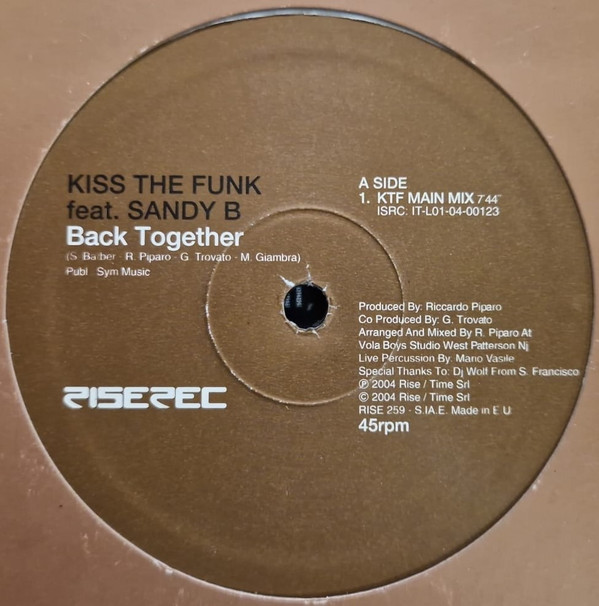 KISS THE FUNK
feat. SANDY B
Back Together
(S. Barber - R. Piparo - G. Trovato - M. Giambra)
Publ. Sym Music
RISEREC
A SIDE
1. KTF MAIN MIX 7'44"
ISRC: IT-L01-04-00123
Produced By: Riccardo Piparo
Co Produced By: G. Trovato
Arranged And Mixed By R. Piparo At
Vola Boys Studio West Patterson Nj
Live Percussion By: Mario Vasile
Special Thanks To: Dj Wolf From S. Francisco
℗ 2004 Rise / Time Srl
© 2004 Rise / Time Srl
RISE 259 - S.IA.E. Made in E U
45rpm